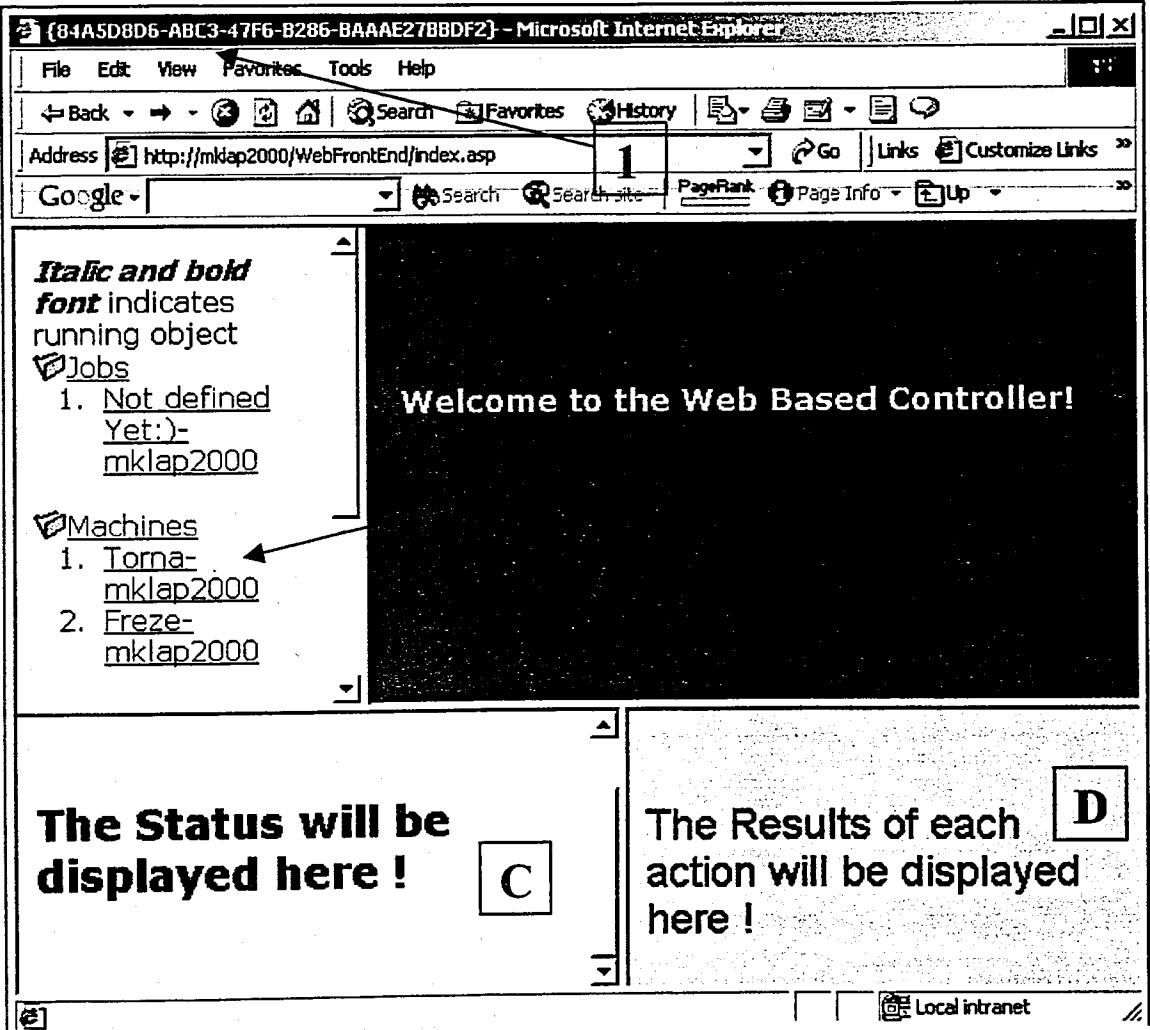 {84A5D8D6-ABC3-47F6-B286-BAAAE27BBDF2} - Microsoft Internet Explorer
File Edit View Favorites Tools Help
Back Search Favorites History
Address http://mklap2000/WebFrontEnd/index.asp Go Links Customize Links »
1
Google Search Search site PageRank Page Info Up »
Italic and bold
font indicates
running object
Jobs
1. Not defined
Yet:)-
mklap2000
Machines
1. Torna-
mklap2000
2. Freze-
mklap2000
Welcome to the Web Based Controller!
The Status will be
displayed here !
C
The Results of each
action will be displayed
here !
D
Local intranet